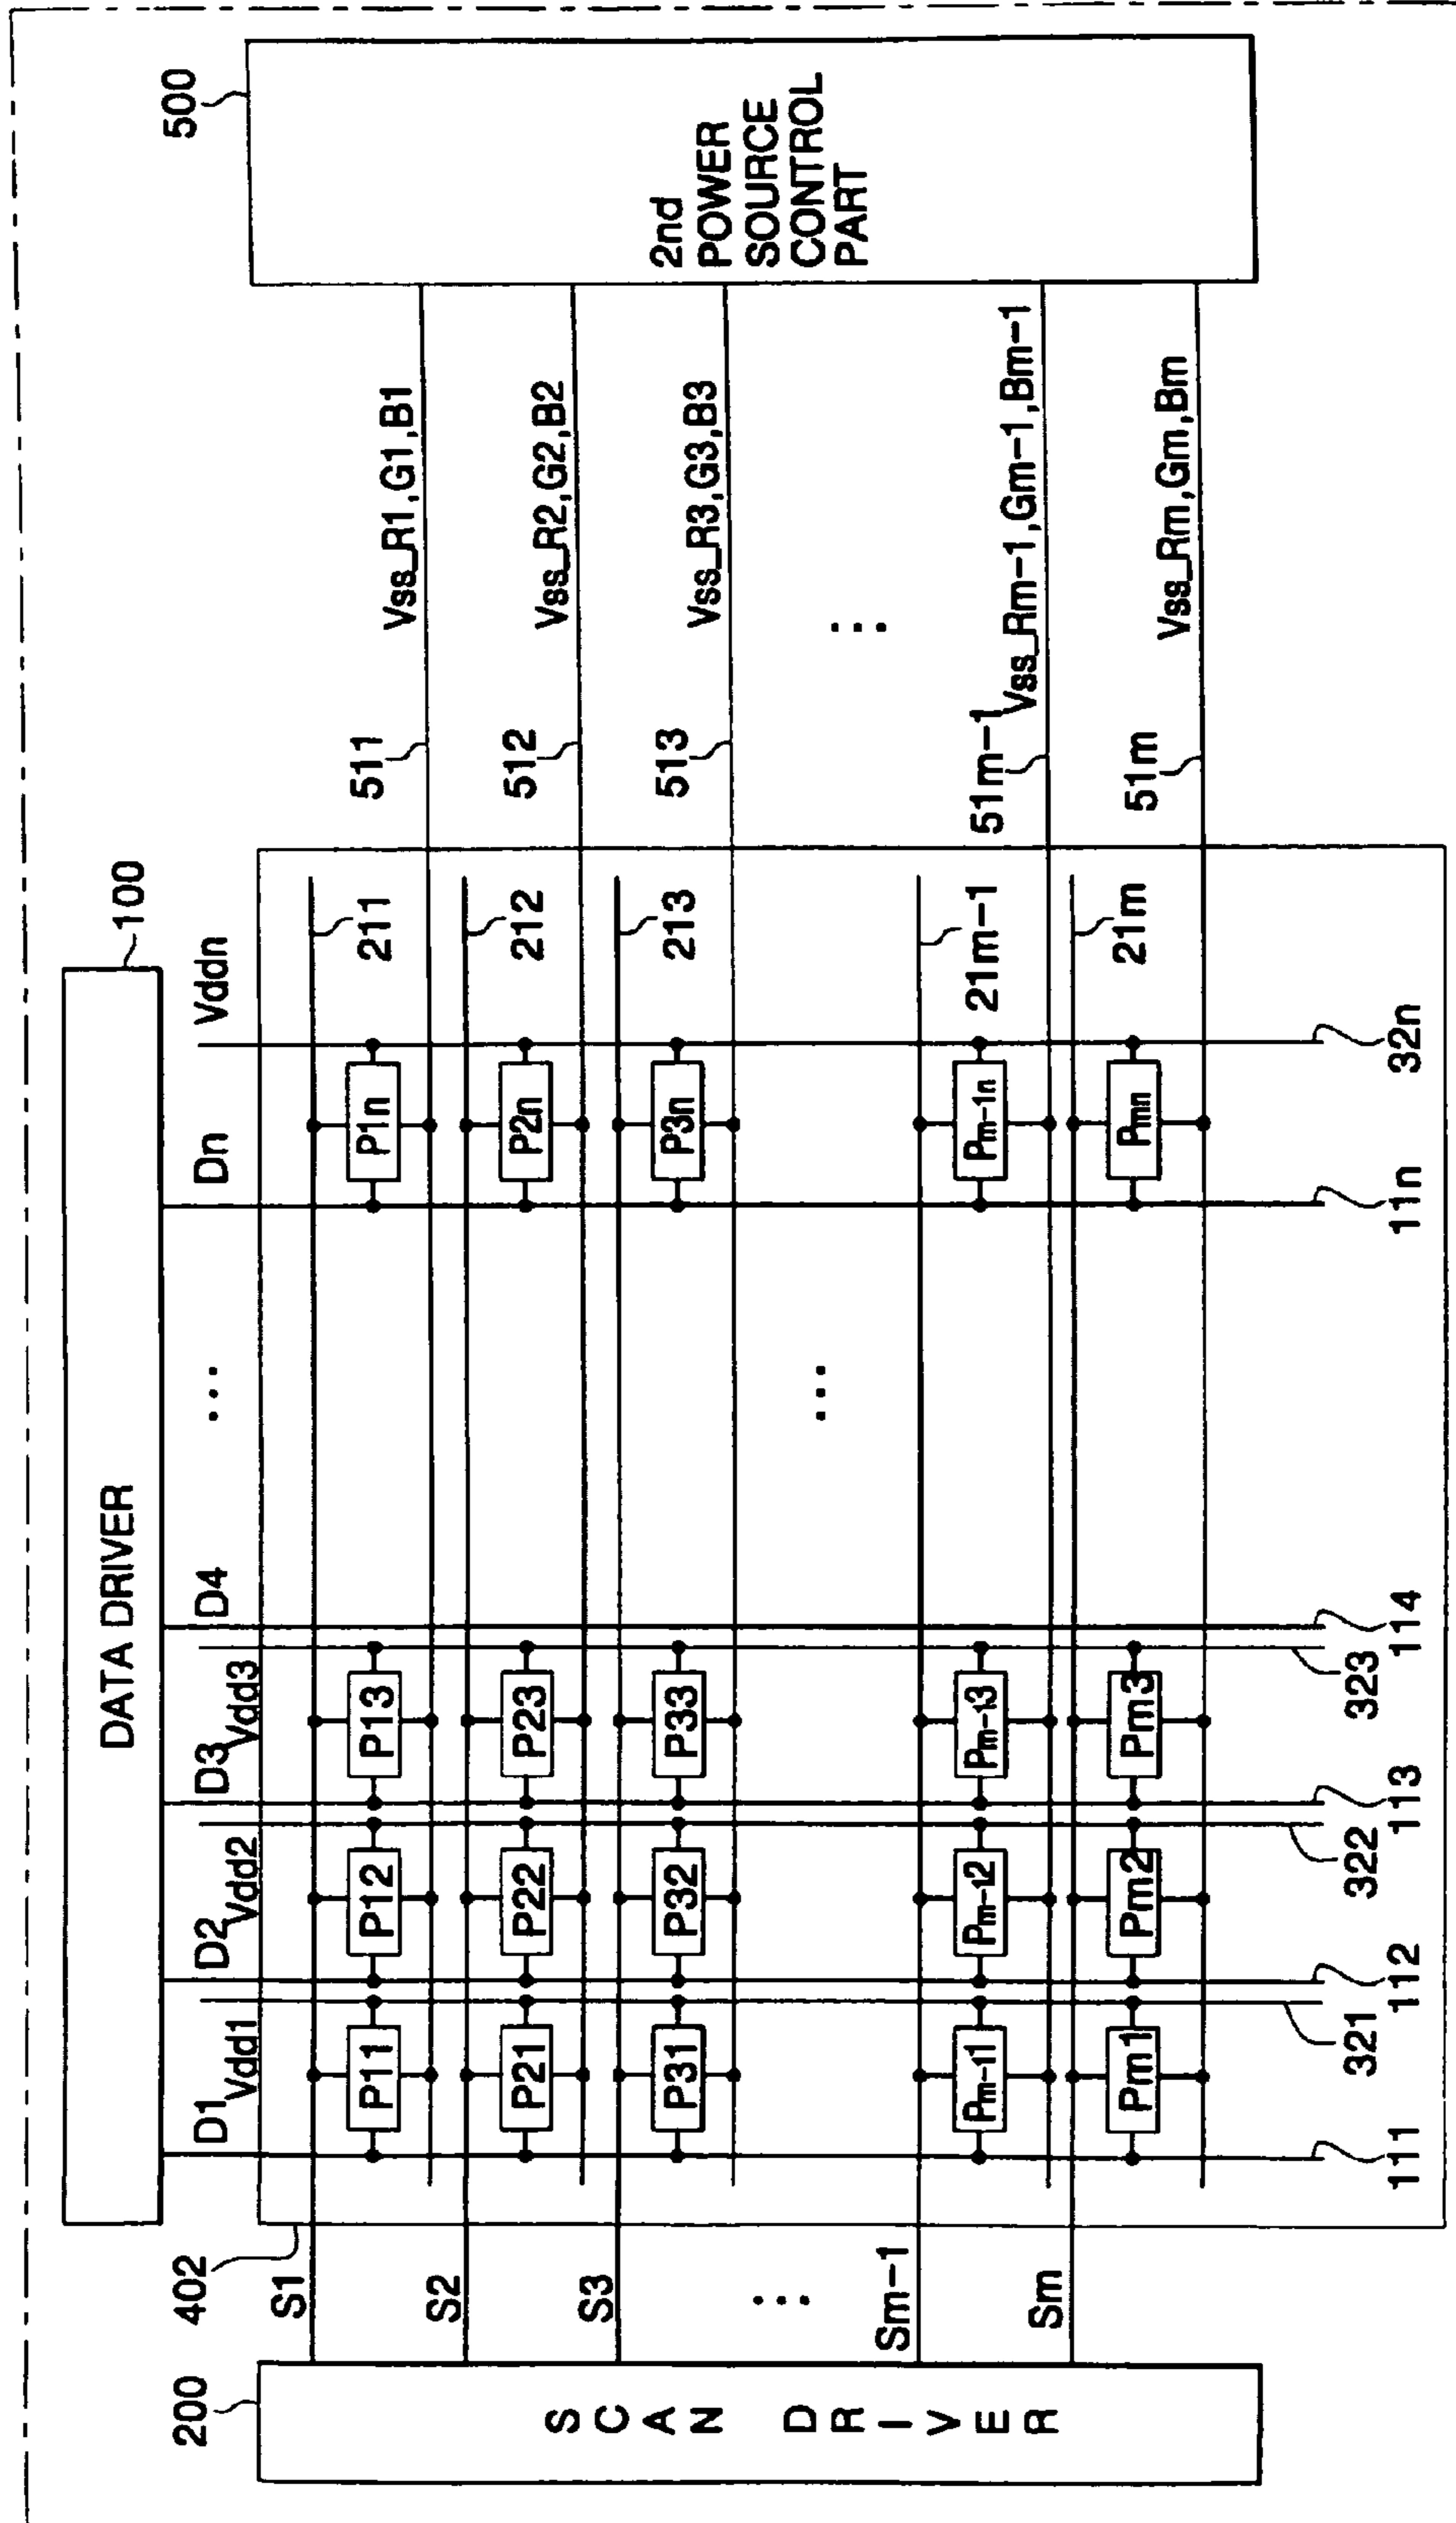 100
DATA DRIVER
D1
Vdd1
D2
Vdd2
D3
Vdd3
D4
...
Dn
Vddn
402
200
SCAN DRIVER
S1
S2
S3
...
Sm-1
Sm
P11
P12
P13
P1n
211
P21
P22
P23
P2n
212
P31
P32
P33
P3n
213
...
Pm-11
Pm-12
Pm-13
Pm-1n
21m-1
Pm1
Pm2
Pm3
Pmn
21m
111
321
112
322
113
323
114
11n
32n
511
Vss_R1,G1,B1
512
Vss_R2,G2,B2
513
Vss_R3,G3,B3
...
51m-1
Vss_Rm-1,Gm-1,Bm-1
51m
Vss_Rm,Gm,Bm
500
2nd
POWER
SOURCE
CONTROL
PART